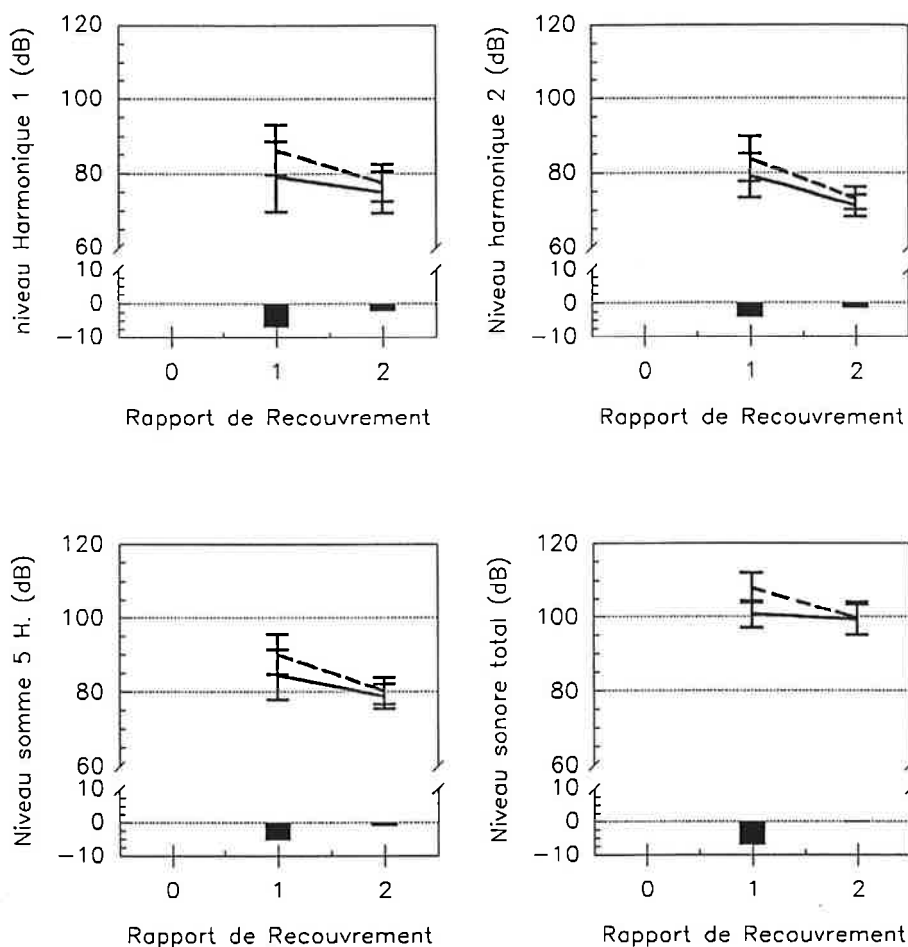 niveau Harmonique 1 (dB)
120
100
80
60
10
0
−10
0 1 2
Rapport de Recouvrement
Niveau harmonique 2 (dB)
120
100
80
60
10
0
−10
0 1 2
Rapport de Recouvrement
Niveau somme 5 H. (dB)
120
100
80
60
10
0
−10
0 1 2
Rapport de Recouvrement
Niveau sonore total (dB)
120
100
80
60
10
0
−10
0 1 2
Rapport de Recouvrement